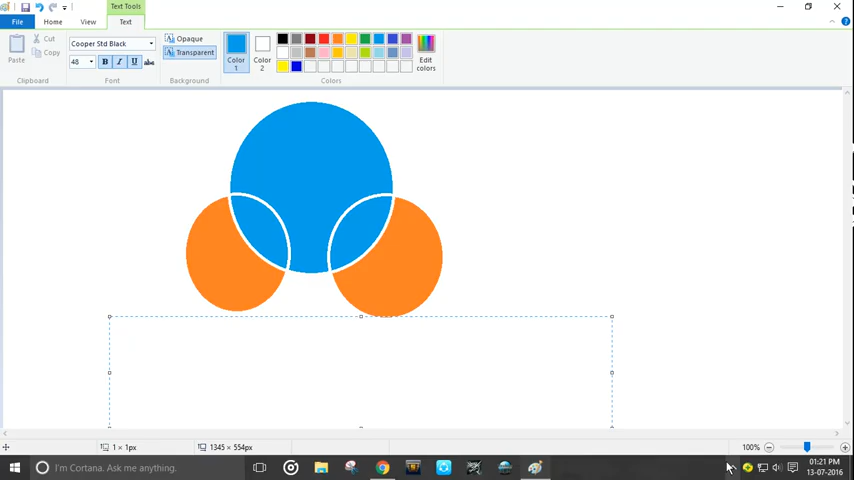 Text Tools
File Home View Text
Paste
Cut
Copy
Clipboard
Cooper Std Black
48 B I U abc
Font
Opaque
Transparent
Background
Color 1
Color 2
Edit colors
Colors
1 × 1px
1345 × 554px
100%
I'm Cortana. Ask me anything.
01:21 PM
13-07-2016